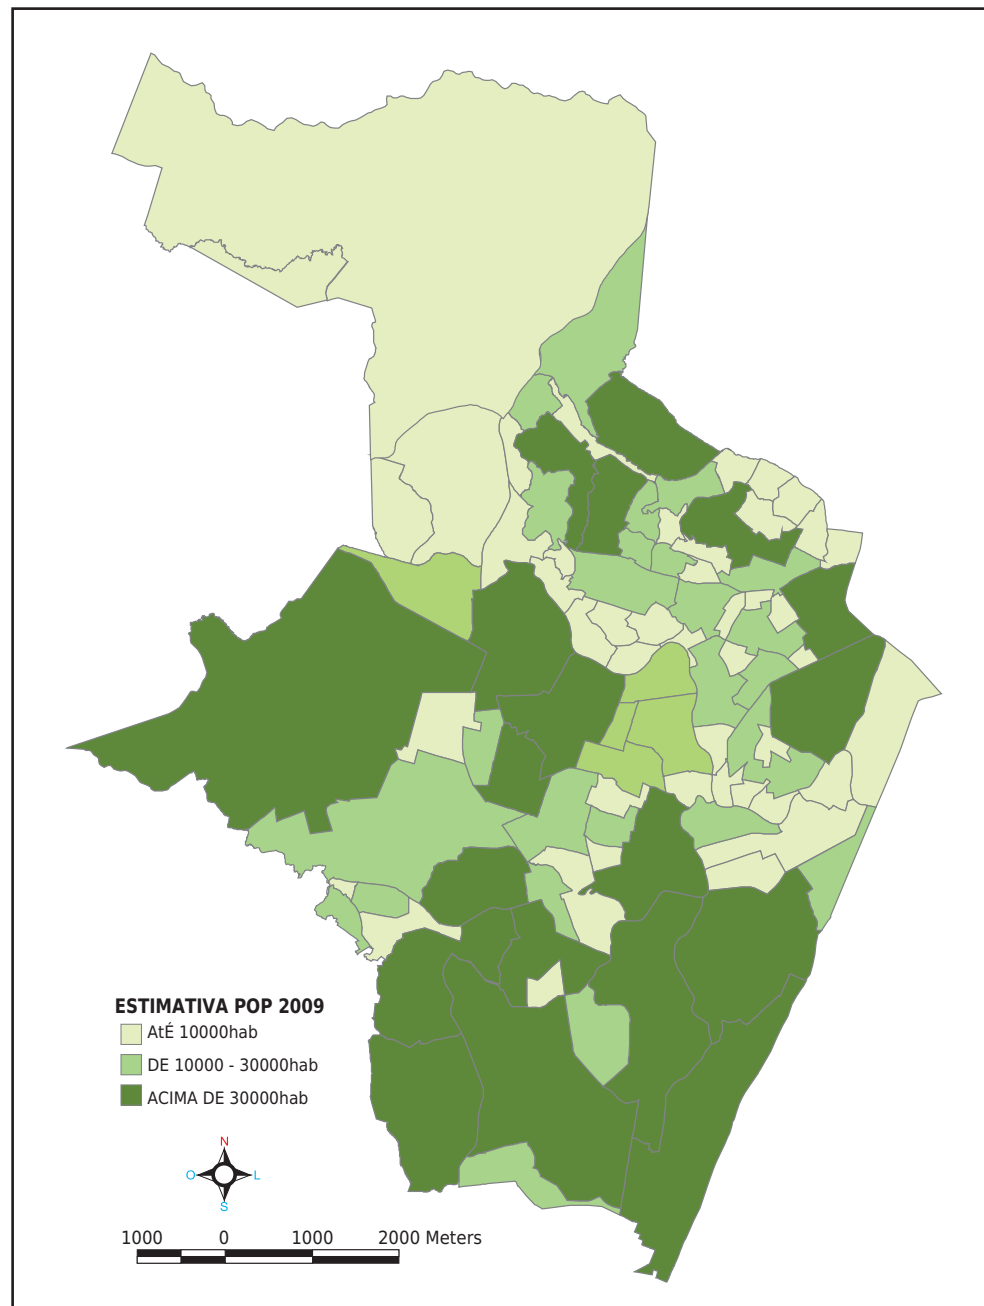 ESTIMATIVA POP 2009
AtÉ 10000hab
DE 10000 - 30000hab
ACIMA DE 30000hab
N
O L
S
1000 0 1000 2000 Meters